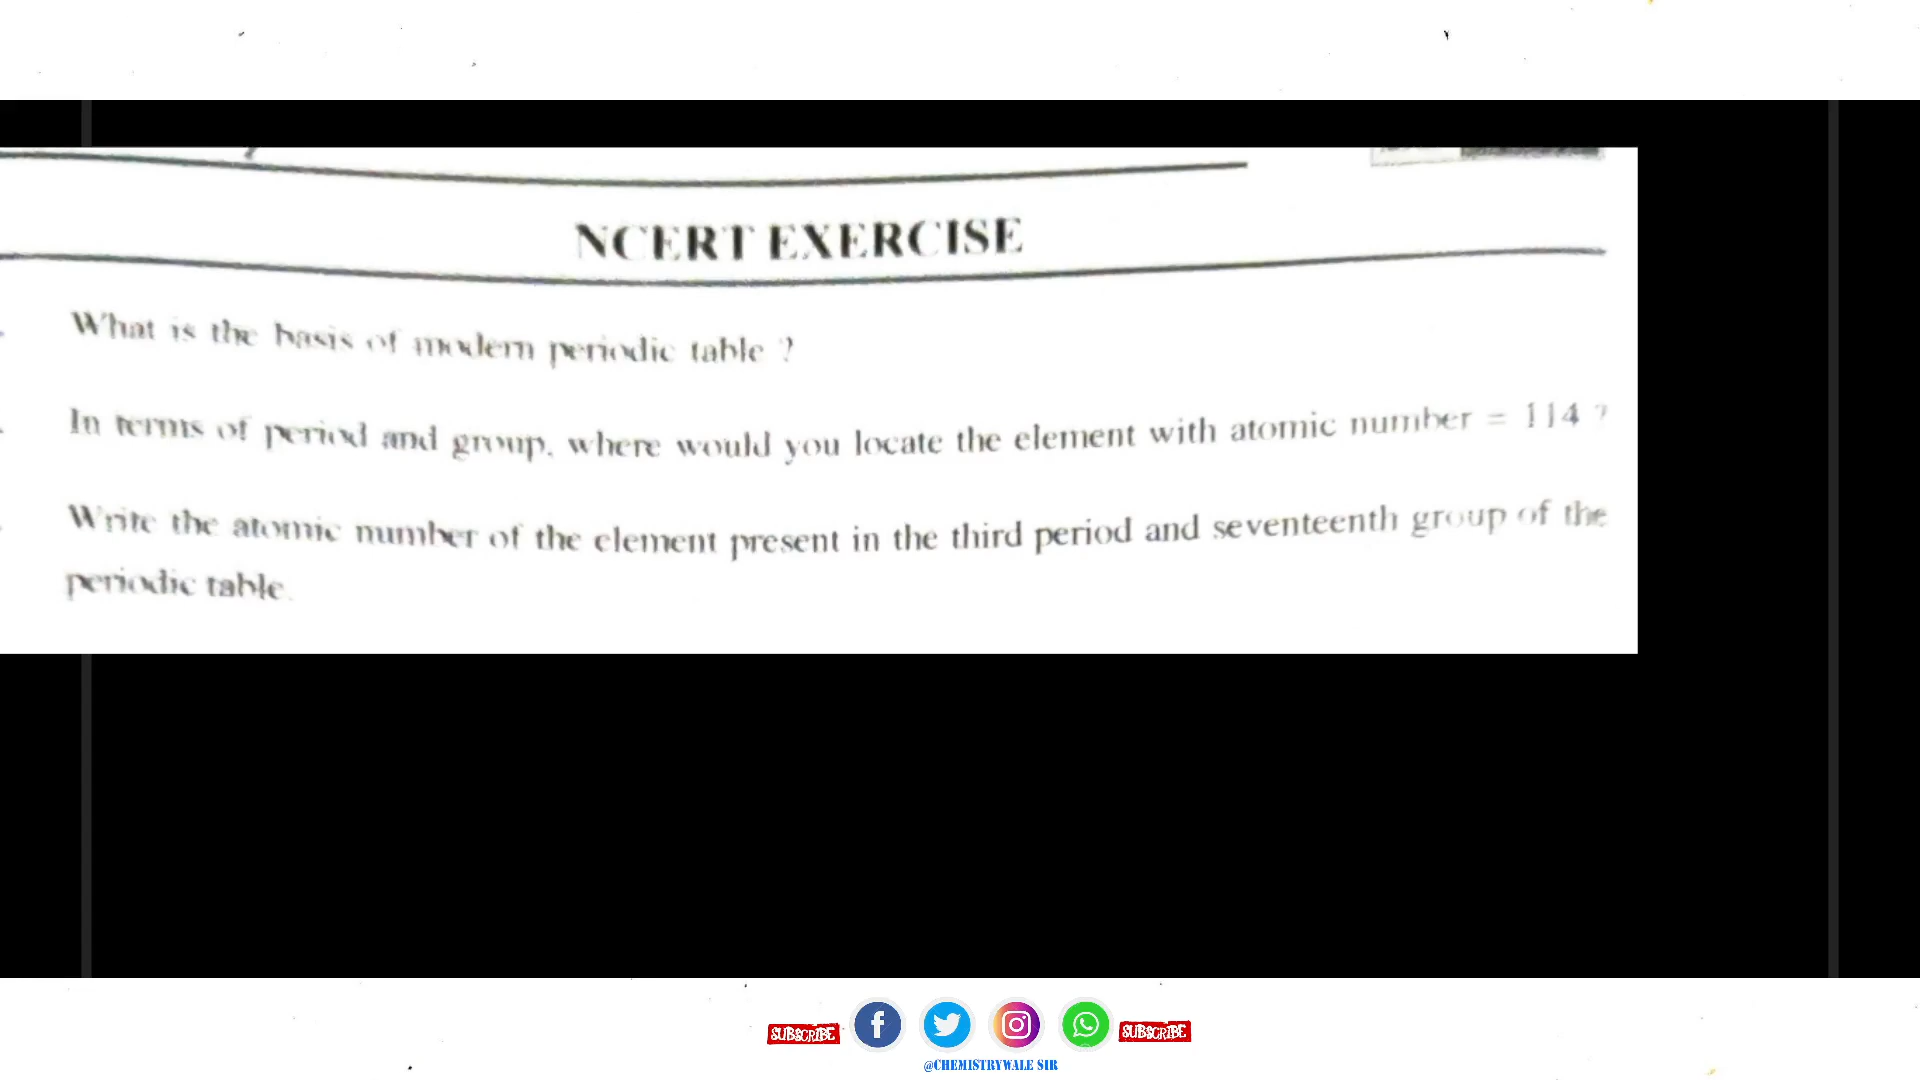 NCERT EXERCISE
What is the basis of modern periodic table ?
In terms of period and group, where would you locate the element with atomic number = 114 ?
Write the atomic number of the element present in the third period and seventeenth group of the
periodic table.
SUBSCRIBE SUBSCRIBE
@CHEMISTRYWALE SIR